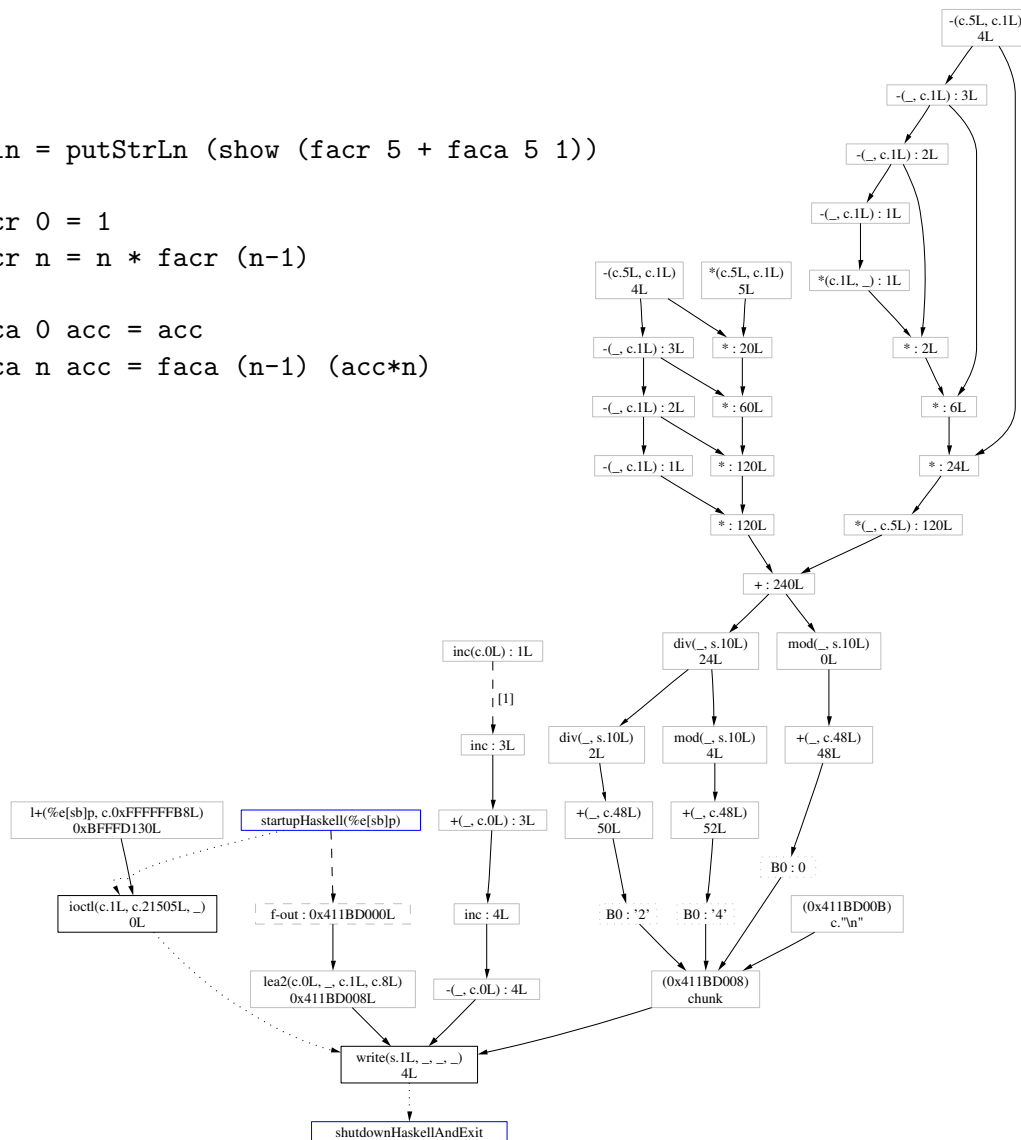 -(c.5L, c.1L)
4L
-(_, c.1L) : 3L
n = putStrLn (show (facr 5 + faca 5 1))
-(_, c.1L) : 2L
cr 0 = 1
-(_, c.1L) : 1L
cr n = n * facr (n-1)
-(c.5L, c.1L)
4L
*(c.5L, c.1L)
5L
*(c.1L, _) : 1L
ca 0 acc = acc
-(_, c.1L) : 3L
* : 20L
* : 2L
ca n acc = faca (n-1) (acc*n)
-(_, c.1L) : 2L
* : 60L
* : 6L
-(_, c.1L) : 1L
* : 120L
* : 24L
* : 120L
*(_, c.5L) : 120L
+ : 240L
inc(c.0L) : 1L
div(_, s.10L)
24L
mod(_, s.10L)
0L
[1]
inc : 3L
div(_, s.10L)
2L
mod(_, s.10L)
4L
+(_, c.48L)
48L
l+(%e[sb]p, c.0xFFFFFFB8L)
0xBFFFD130L
startupHaskell(%e[sb]p)
+(_, c.0L) : 3L
+(_, c.48L)
50L
+(_, c.48L)
52L
B0 : 0
ioctl(c.1L, c.21505L, _)
0L
f-out : 0x411BD000L
inc : 4L
B0 : ’2’
B0 : ’4’
(0x411BD00B)
c."\n"
lea2(c.0L, _, c.1L, c.8L)
0x411BD008L
-(_, c.0L) : 4L
(0x411BD008)
chunk
write(s.1L, _, _, _)
4L
shutdownHaskellAndExit